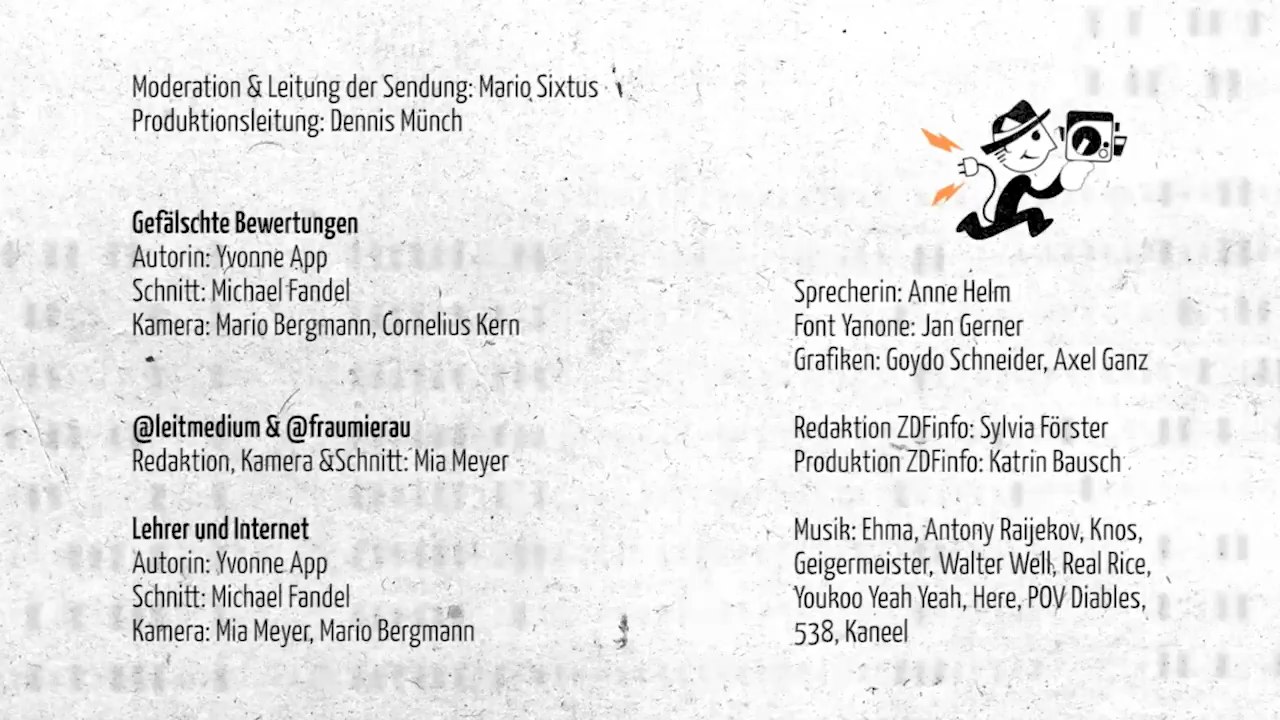 Moderation & Leitung der Sendung: Mario Sixtus
Produktionsleitung: Dennis Münch
Gefälschte Bewertungen
Autorin: Yvonne App
Schnitt: Michael Fandel
Kamera: Mario Bergmann, Cornelius Kern
@leitmedium & @fraumierau
Redaktion, Kamera &Schnitt: Mia Meyer
Lehrer und Internet
Autorin: Yvonne App
Schnitt: Michael Fandel
Kamera: Mia Meyer, Mario Bergmann
Sprecherin: Anne Helm
Font Yanone: Jan Gerner
Grafiken: Goydo Schneider, Axel Ganz
Redaktion ZDFinfo: Sylvia Förster
Produktion ZDFinfo: Katrin Bausch
Musik: Ehma, Antony Raijekov, Knos,
Geigermeister, Walter Well, Real Rice,
Youkoo Yeah Yeah, Here, POV Diables,
538, Kaneel